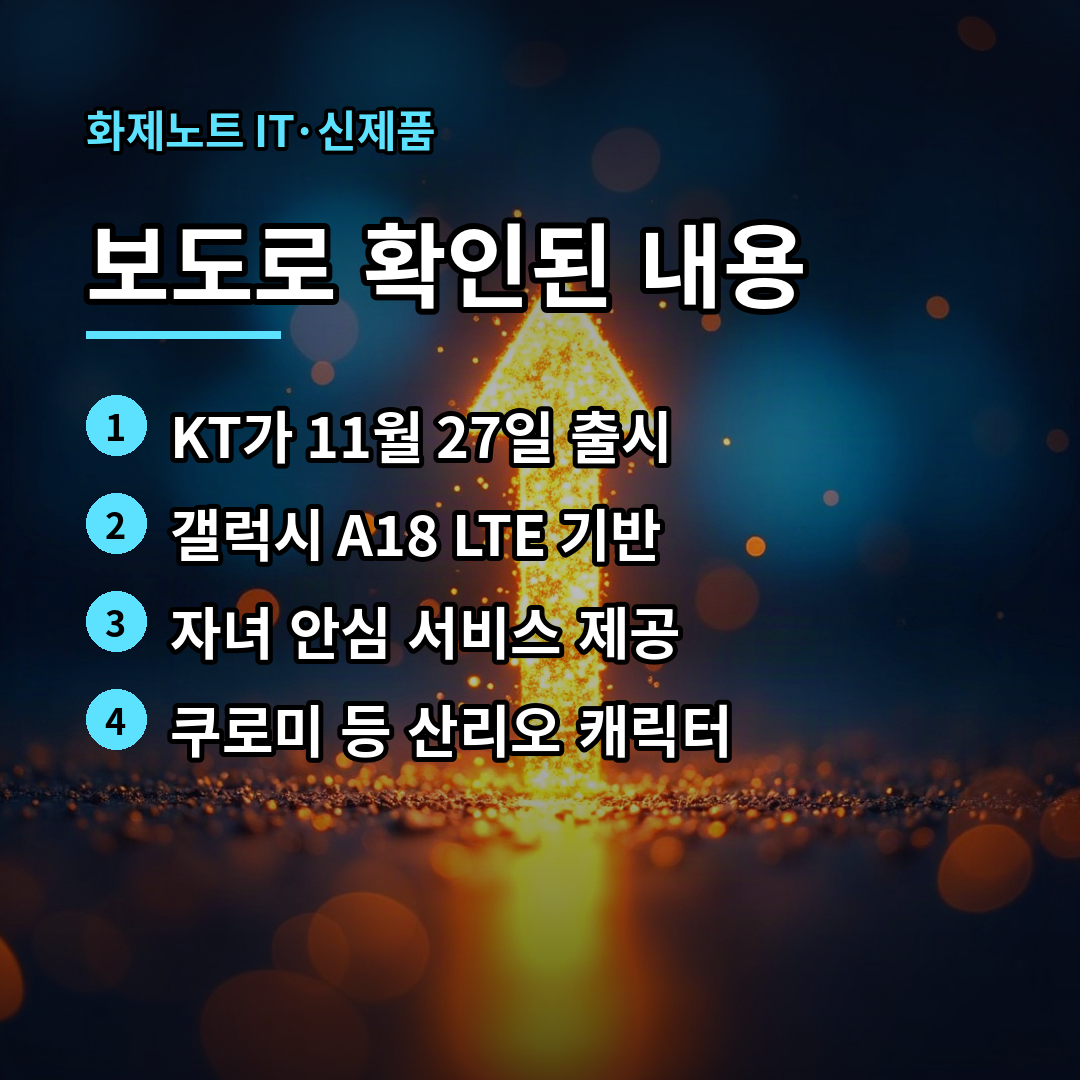 화제노트 IT·신제품
보도로 확인된 내용
1 KT가 11월 27일 출시
2 갤럭시 A18 LTE 기반
3 자녀 안심 서비스 제공
4 쿠로미 등 산리오 캐릭터